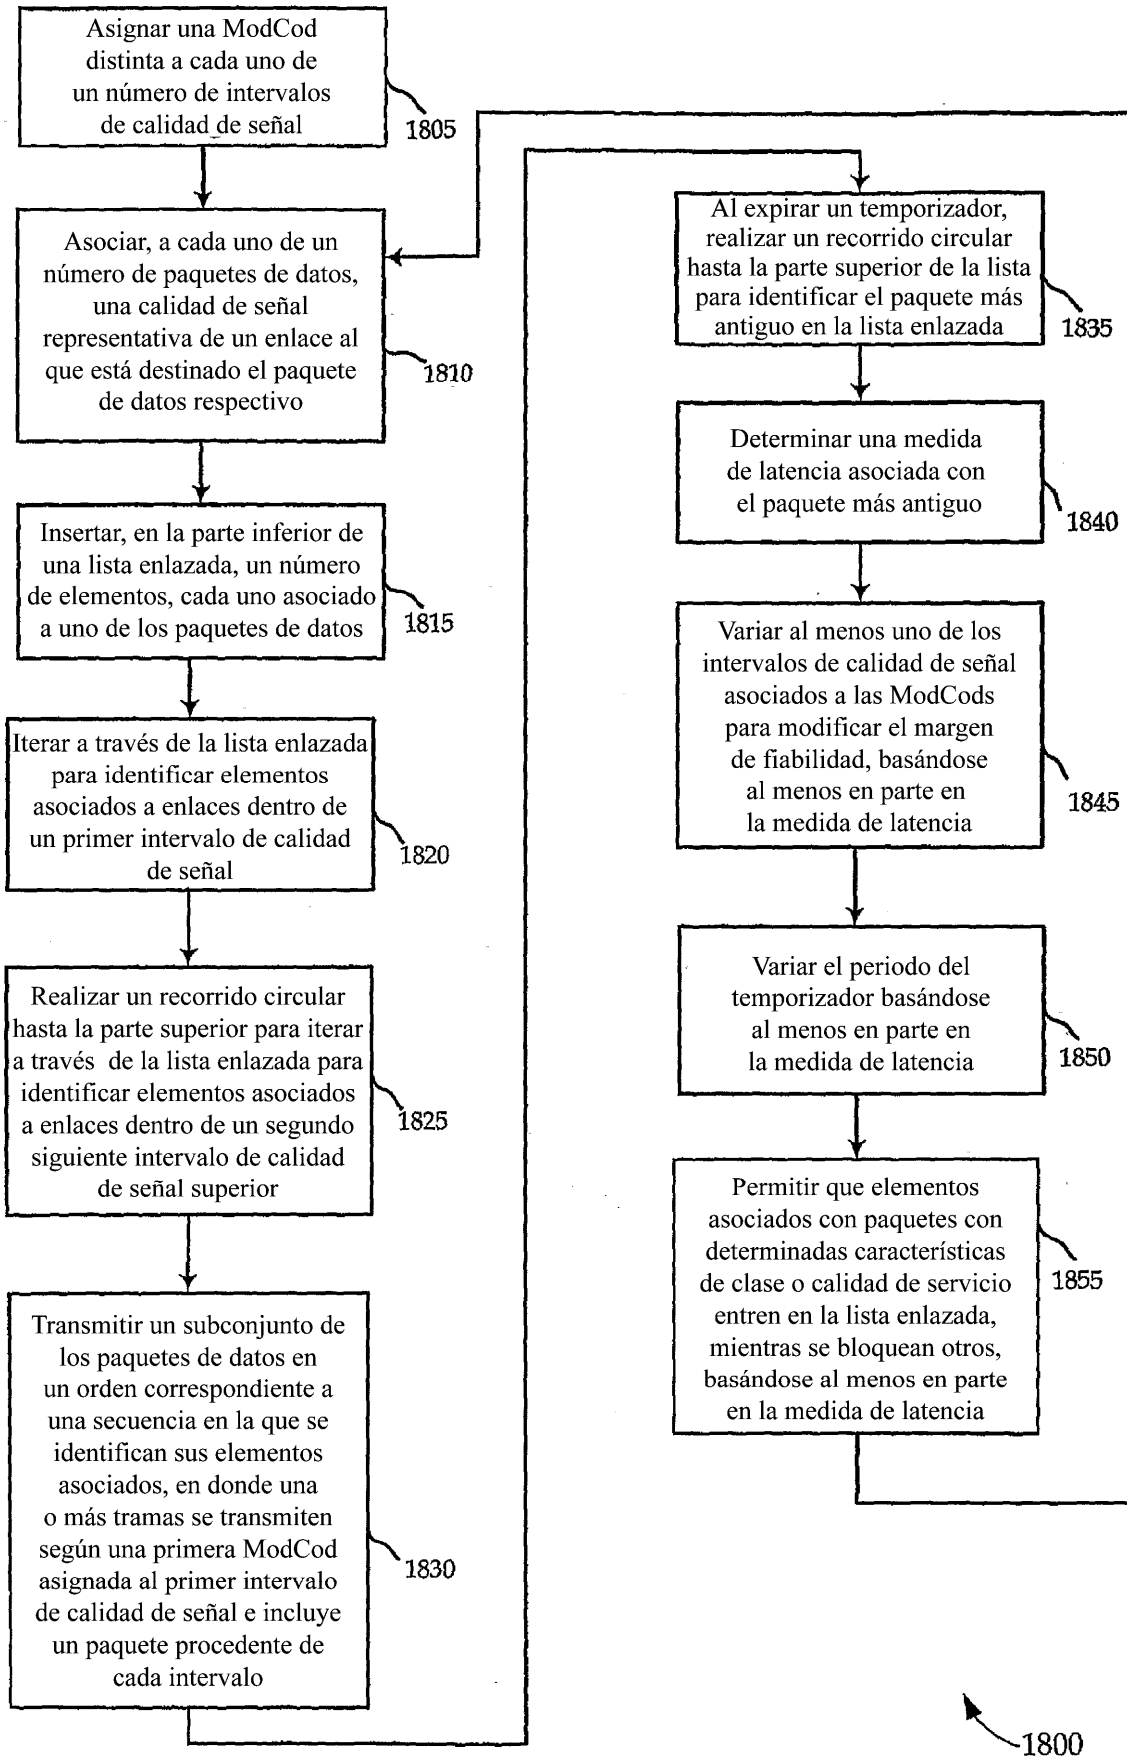 Asignar una ModCod
distinta a cada uno de
un número de intervalos
de calidad de señal
1805
Asociar, a cada uno de un
número de paquetes de datos,
una calidad de señal
representativa de un enlace al
que está destinado el paquete
de datos respectivo
1810
Insertar, en la parte inferior de
una lista enlazada, un número
de elementos, cada uno asociado
a uno de los paquetes de datos
1815
Iterar a través de la lista enlazada
para identificar elementos
asociados a enlaces dentro de
un primer intervalo de calidad
de señal
1820
Realizar un recorrido circular
hasta la parte superior para iterar
a través de la lista enlazada para
identificar elementos asociados
a enlaces dentro de un segundo
siguiente intervalo de calidad
de señal superior
1825
Transmitir un subconjunto de
los paquetes de datos en
un orden correspondiente a
una secuencia en la que se
identifican sus elementos
asociados, en donde una
o más tramas se transmiten
según una primera ModCod
asignada al primer intervalo
de calidad de señal e incluye
un paquete procedente de
cada intervalo
1830
Al expirar un temporizador,
realizar un recorrido circular
hasta la parte superior de la lista
para identificar el paquete más
antiguo en la lista enlazada
1835
Determinar una medida
de latencia asociada con
el paquete más antiguo
1840
Variar al menos uno de los
intervalos de calidad de señal
asociados a las ModCods
para modificar el margen
de fiabilidad, basándose
al menos en parte en
la medida de latencia
1845
Variar el periodo del
temporizador basándose
al menos en parte en
la medida de latencia
1850
Permitir que elementos
asociados con paquetes con
determinadas características
de clase o calidad de servicio
entren en la lista enlazada,
mientras se bloquean otros,
basándose al menos en parte
en la medida de latencia
1855
1800